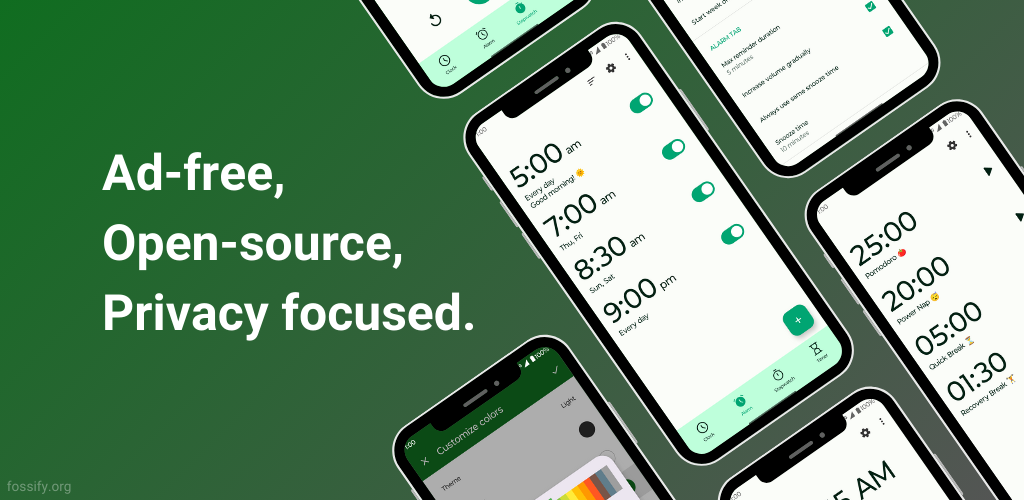 Ad-free,
Open-source,
Privacy focused.
fossify.org
Clock
Alarm
Stopwatch
100%
5:00 am
Every day
Good morning! 🌞
7:00 am
Thu, Fri
8:30 am
Sun, Sat
9:00 pm
Every day
+
Clock
Alarm
Stopwatch
Timer
Start week o
ALARM TAB
Max reminder duration
5 minutes
Increase volume gradually
Always use same snooze time
Snooze time
10 minutes
100%
25:00
Pomodoro 🍅
20:00
Power Nap 😴
05:00
Quick Break ⏳
01:30
Recovery Break 🏋
100%
Customize colors
Theme
Light
100%
5 AM